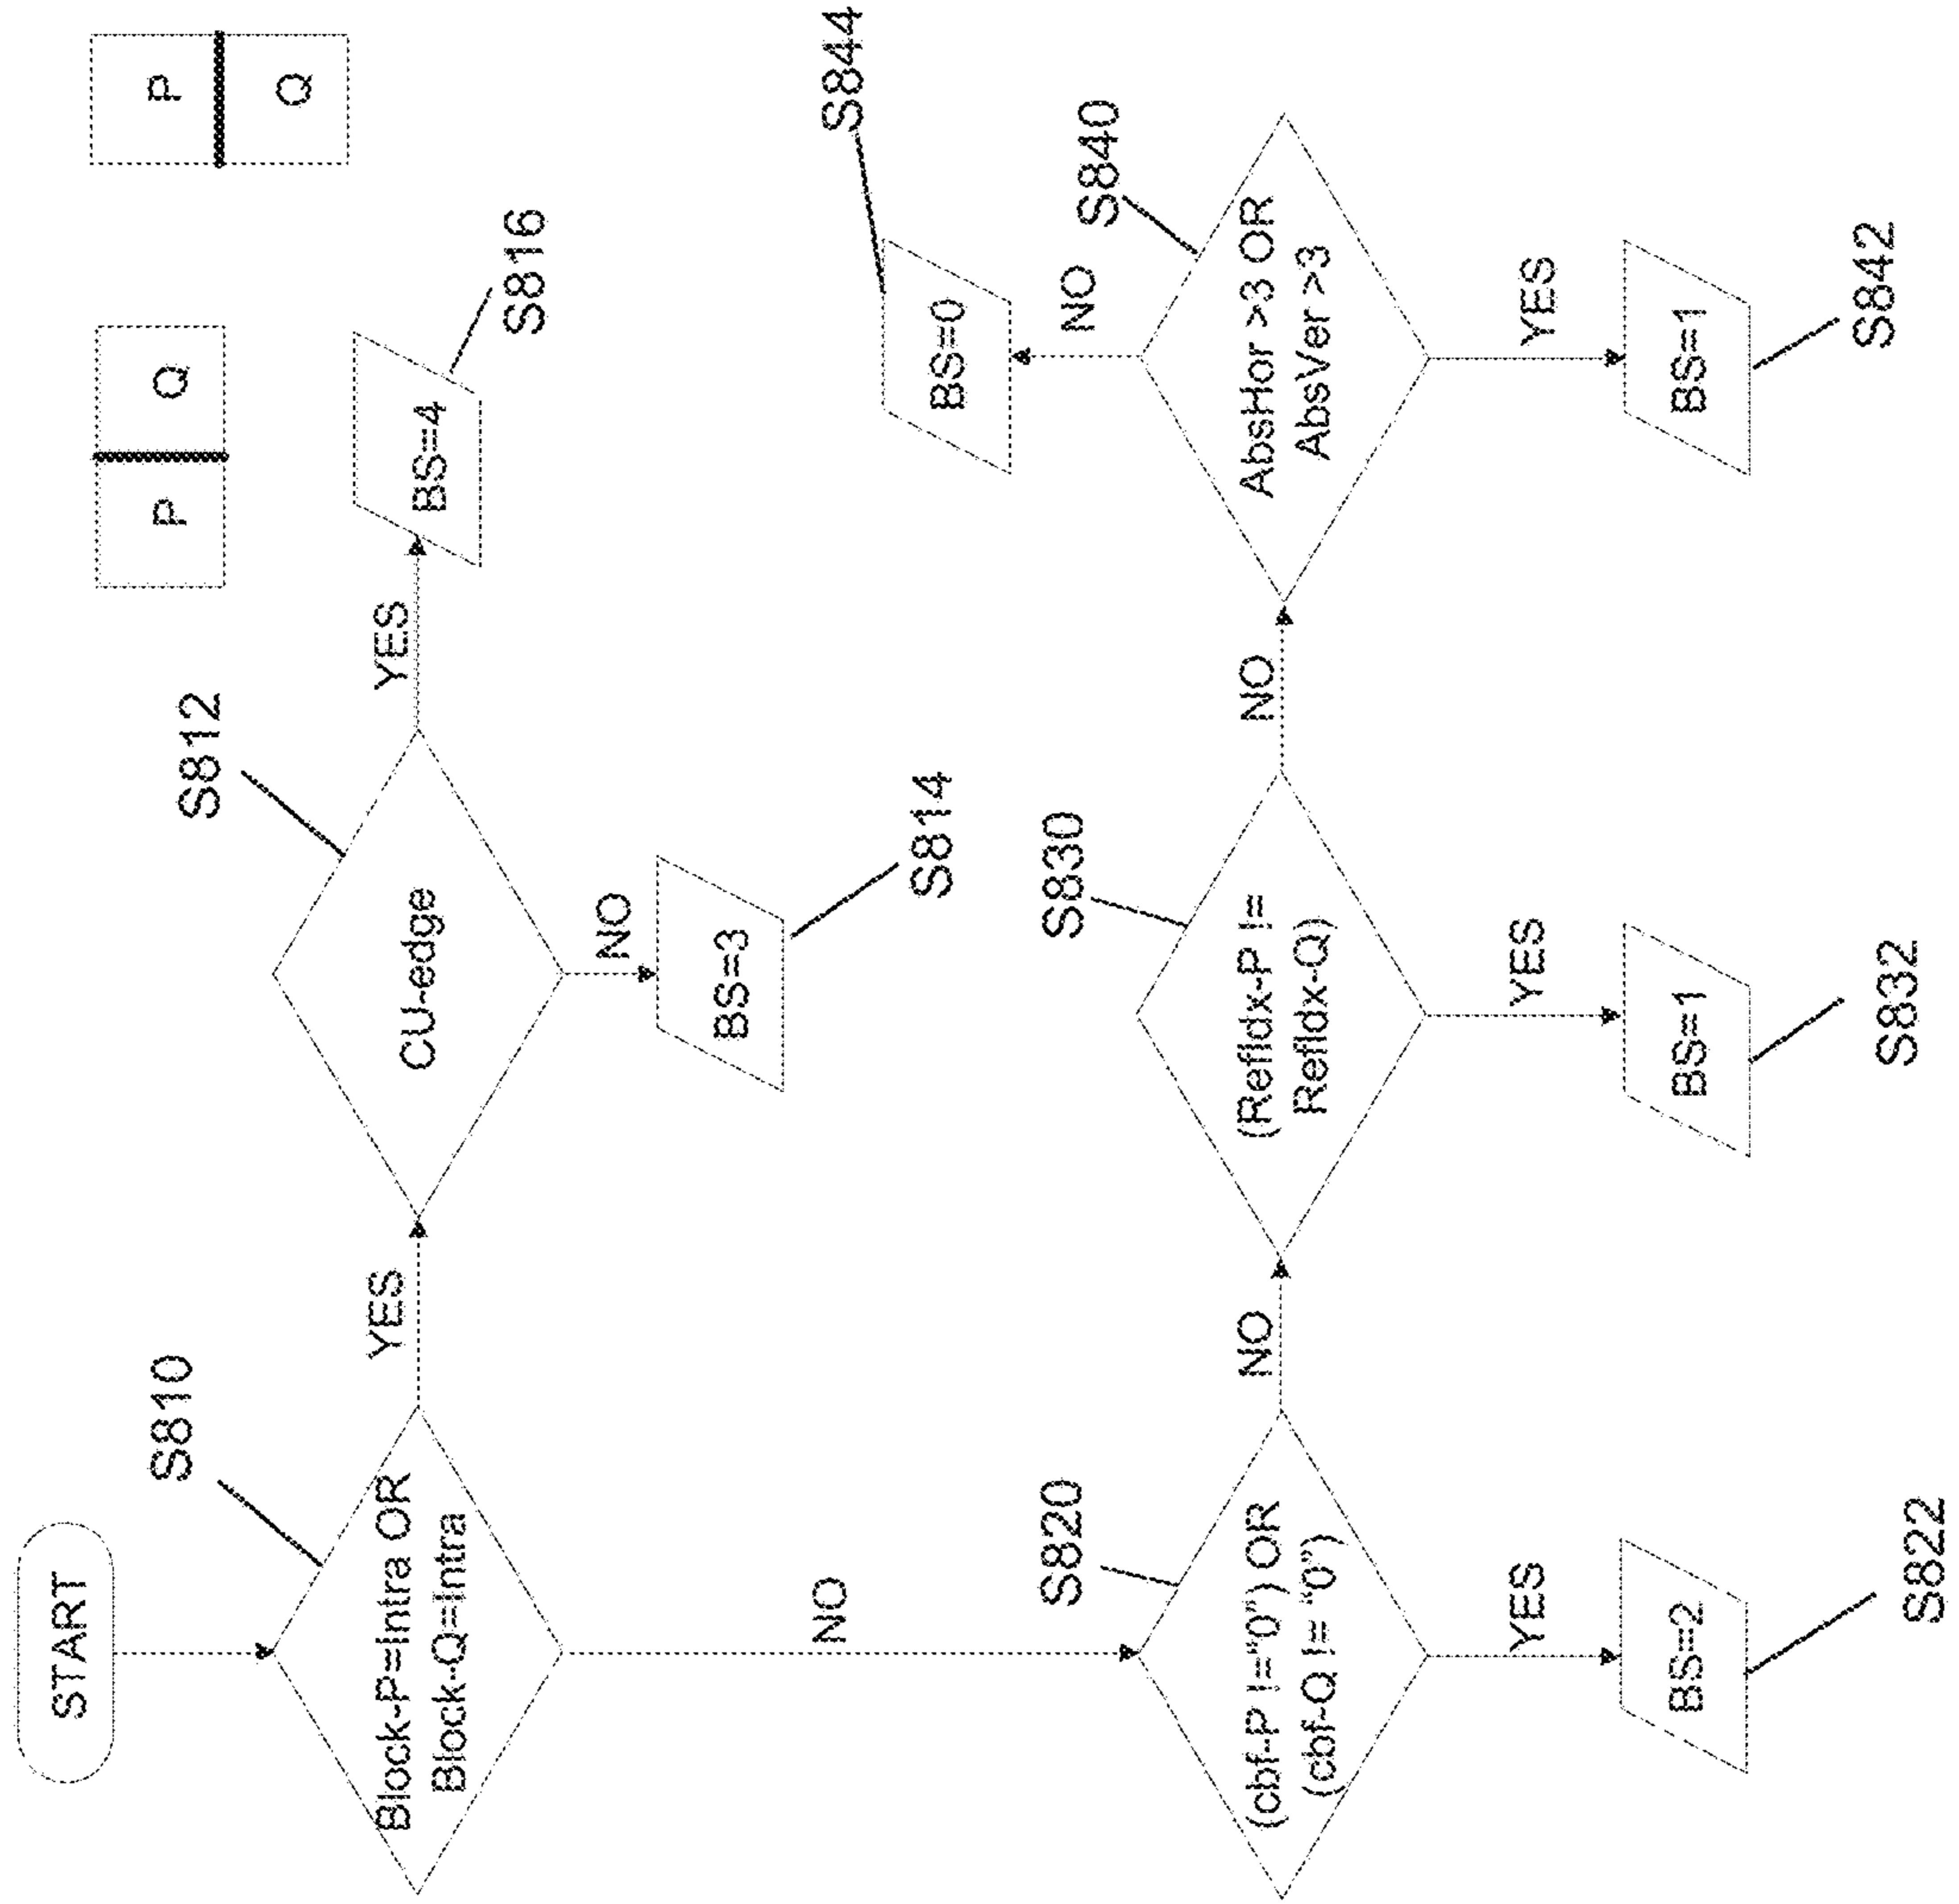 START
P
Q
P
Q
S810
Block-P=Intra OR
Block-Q=Intra
YES
S812
CU-edge
YES
BS=4
S816
NO
BS=3
S814
NO
S820
(cbf-P !=“0”) OR
(cbf-Q != “0”)
NO
S830
(RefIdx-P !=
RefIdx-Q)
NO
S840
AbsHor >3 OR
AbsVer >3
NO
BS=0
S844
YES
BS=2
S822
YES
BS=1
S832
YES
BS=1
S842